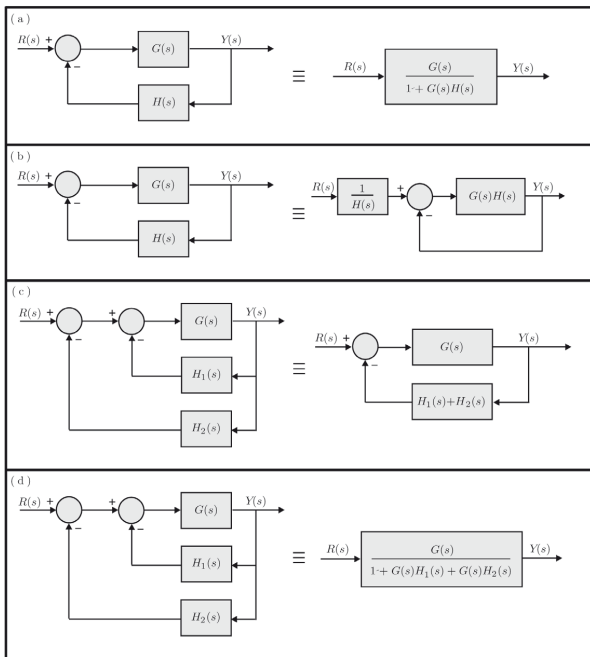 ( a )
R(s) + − G(s) Y(s)
H(s)
≡
R(s) G(s) Y(s)
1 + G(s)H(s)
( b )
R(s) + − G(s) Y(s)
H(s)
≡
R(s) 1 + − G(s)H(s) Y(s)
H(s)
( c )
R(s) + − + − G(s) Y(s)
H₁(s)
H₂(s)
≡
R(s) + − G(s) Y(s)
H₁(s)+H₂(s)
( d )
R(s) + − + − G(s) Y(s)
H₁(s)
H₂(s)
≡
R(s) G(s) Y(s)
1 + G(s)H₁(s) + G(s)H₂(s)